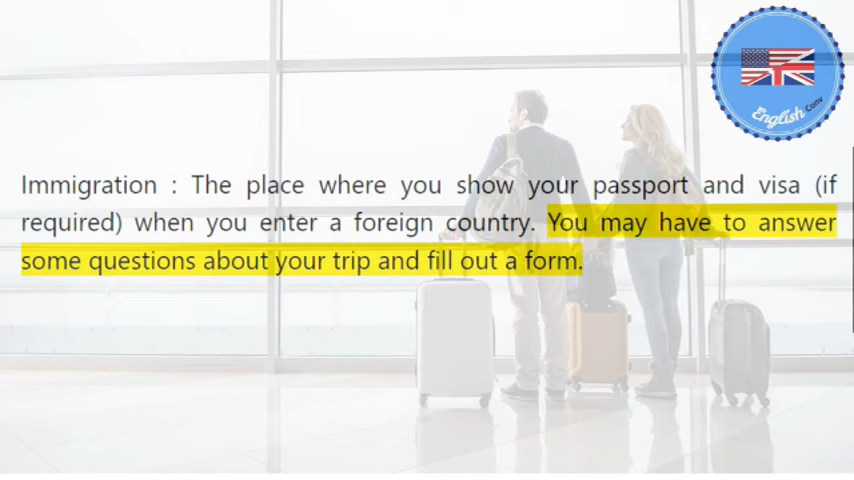 English Conv
Immigration : The place where you show your passport and visa (if
required) when you enter a foreign country. You may have to answer
some questions about your trip and fill out a form.